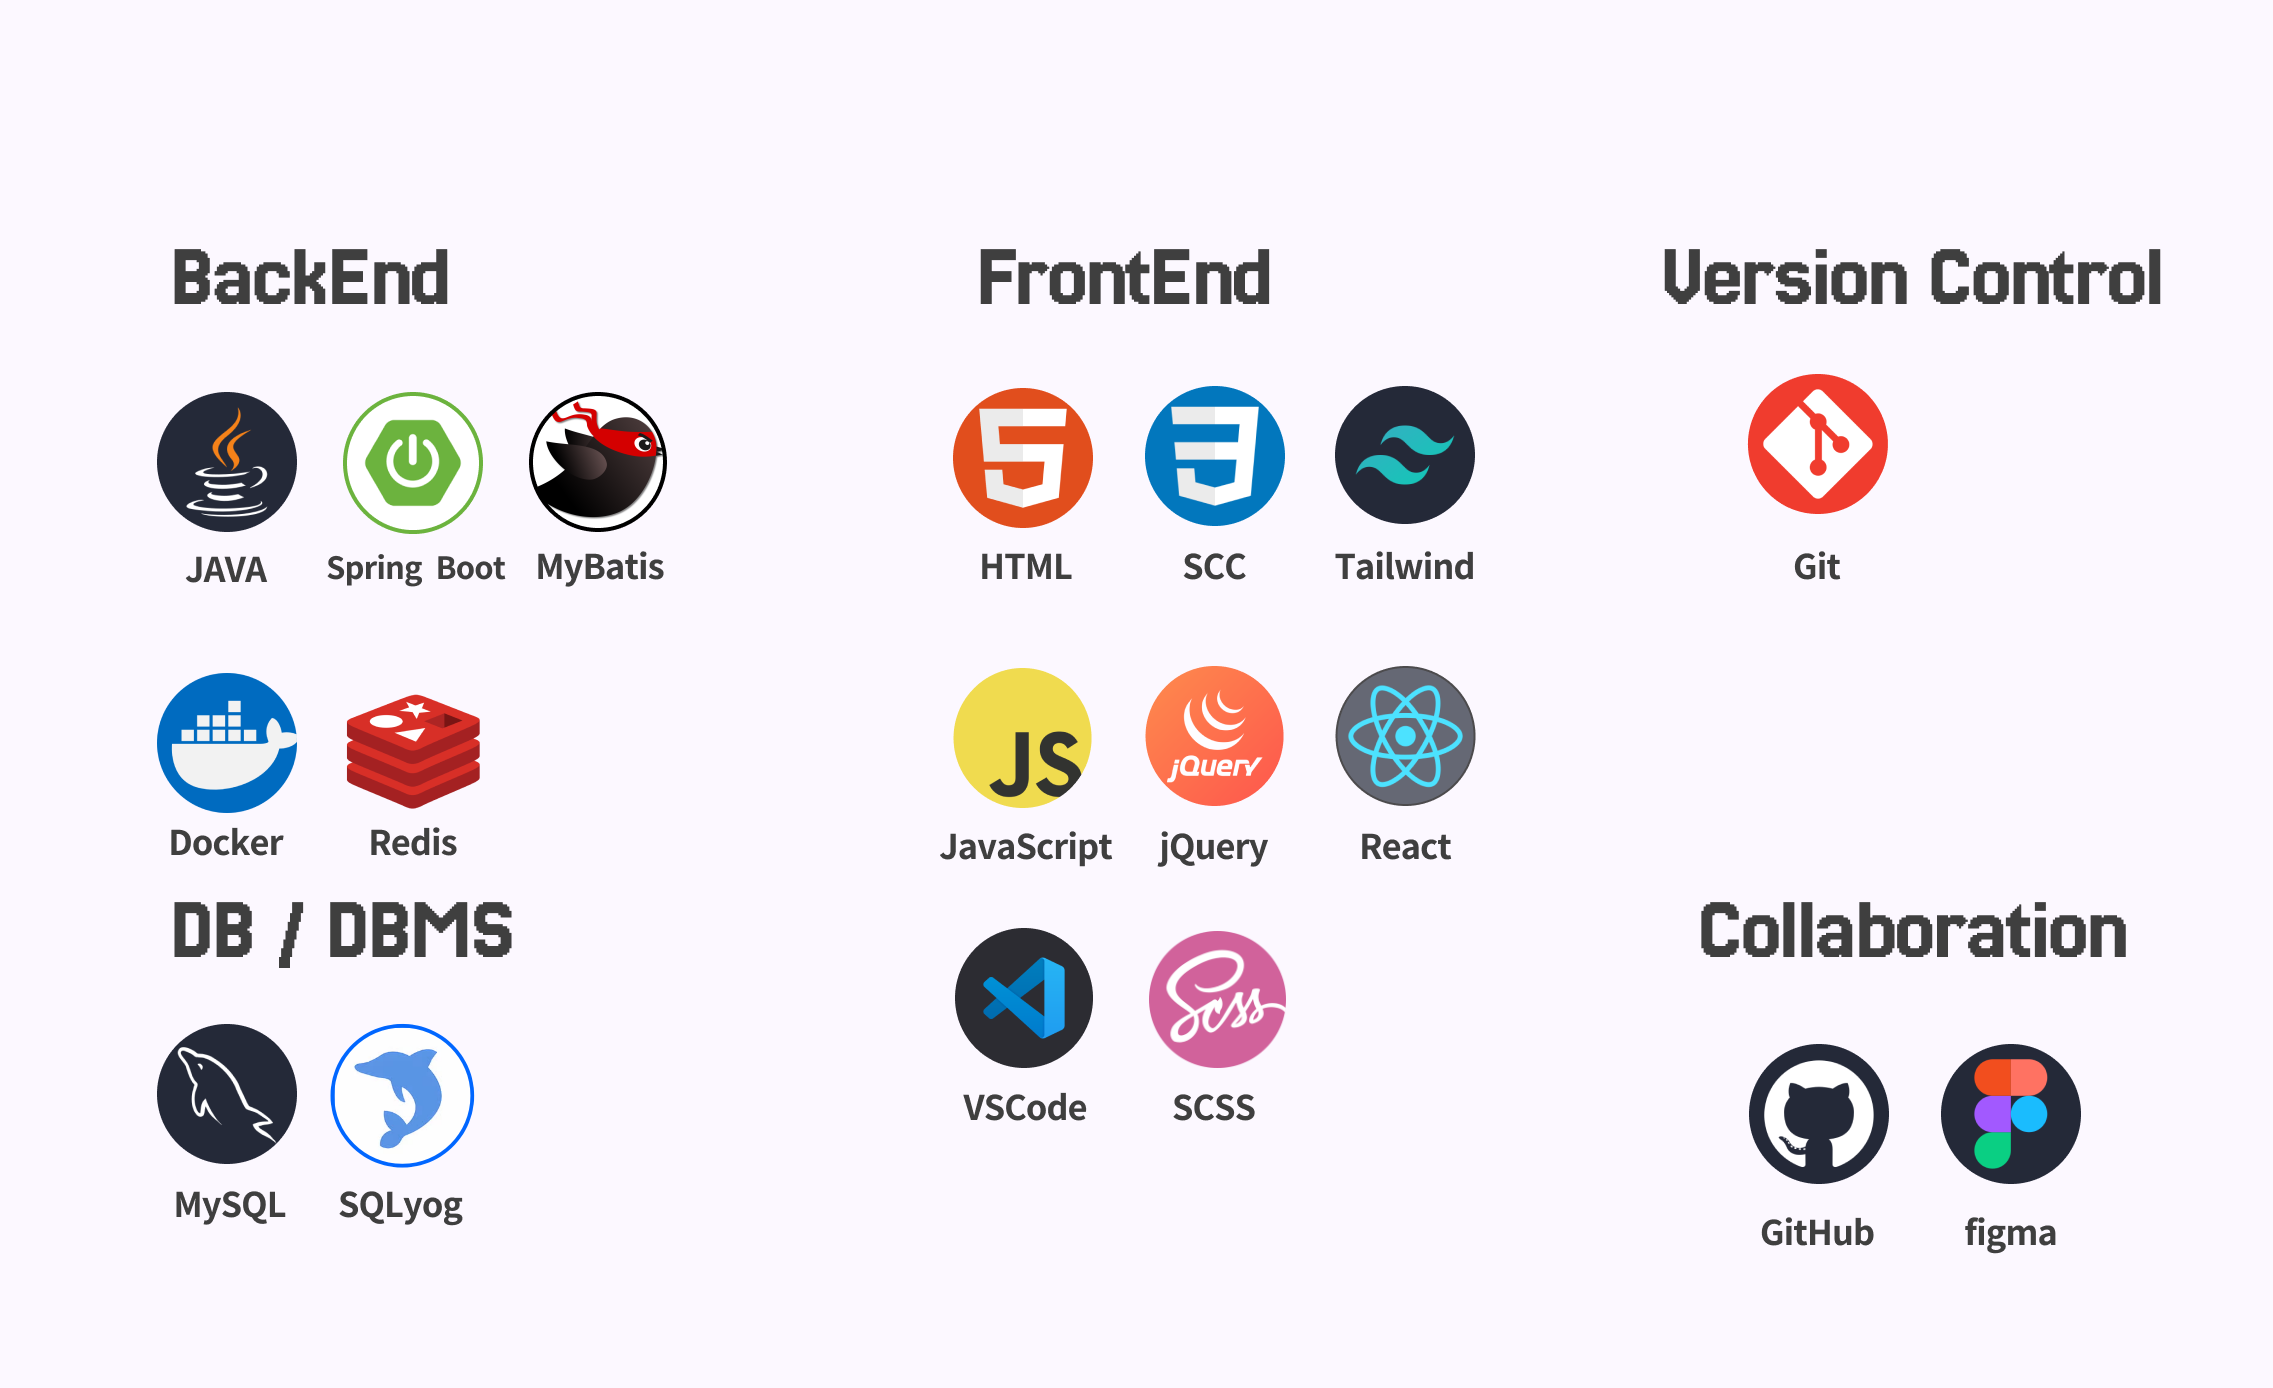 BackEnd
JAVA
Spring Boot
MyBatis
Docker
Redis
DB / DBMS
MySQL
SQLyog
FrontEnd
HTML
SCC
Tailwind
JS
jQuery
JavaScript
jQuery
React
Scss
VSCode
SCSS
Version Control
Git
Collaboration
GitHub
figma